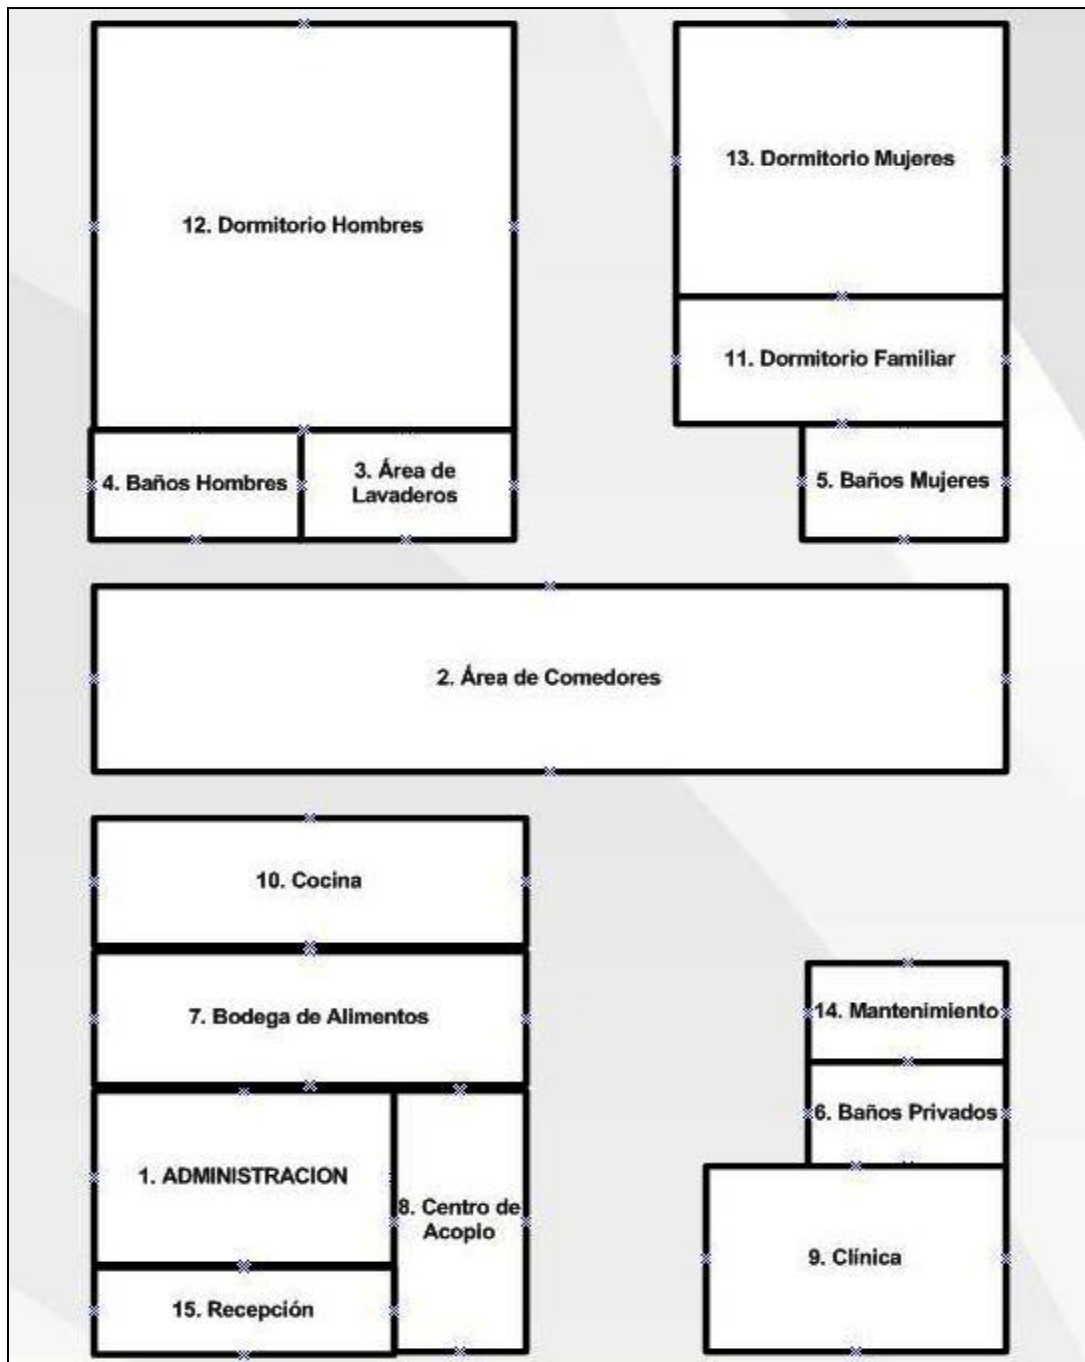 12. Dormitorio Hombres
13. Dormitorio Mujeres
11. Dormitorio Familiar
4. Baños Hombres
3. Área de
Lavaderos
5. Baños Mujeres
2. Área de Comedores
10. Cocina
7. Bodega de Alimentos
14. Mantenimiento
6. Baños Privados
1. ADMINISTRACION
8. Centro de
Acopio
9. Clínica
15. Recepción